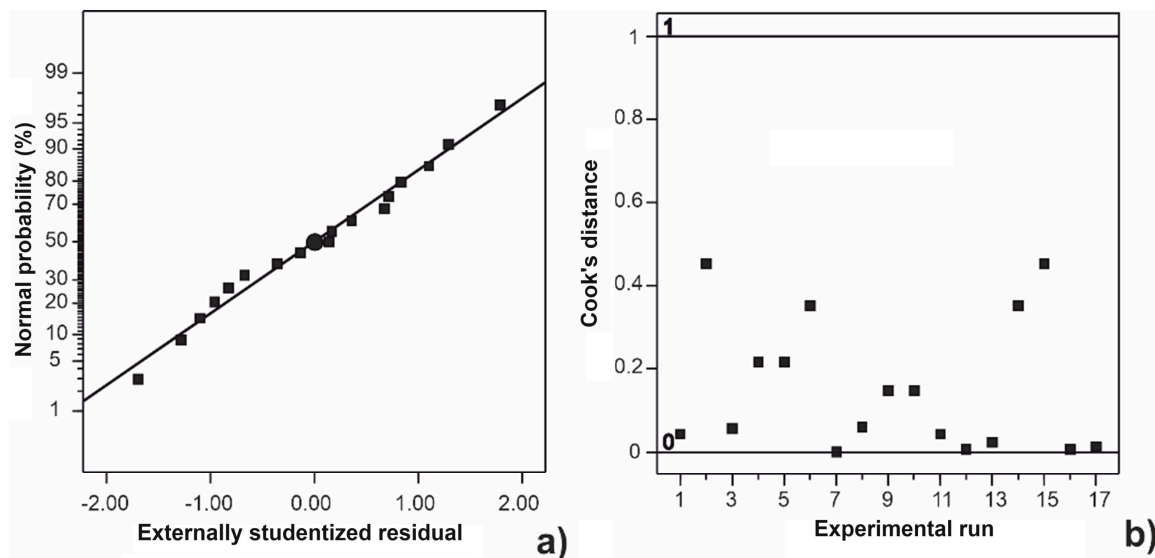 Normal probability (%)
99
95
90
80
70
50
30
20
10
5
1
-2.00 -1.00 0.00 1.00 2.00
Externally studentized residual
a)
Cook's distance
1
1
0.8
0.6
0.4
0.2
0
0
1 3 5 7 9 11 13 15 17
Experimental run
b)